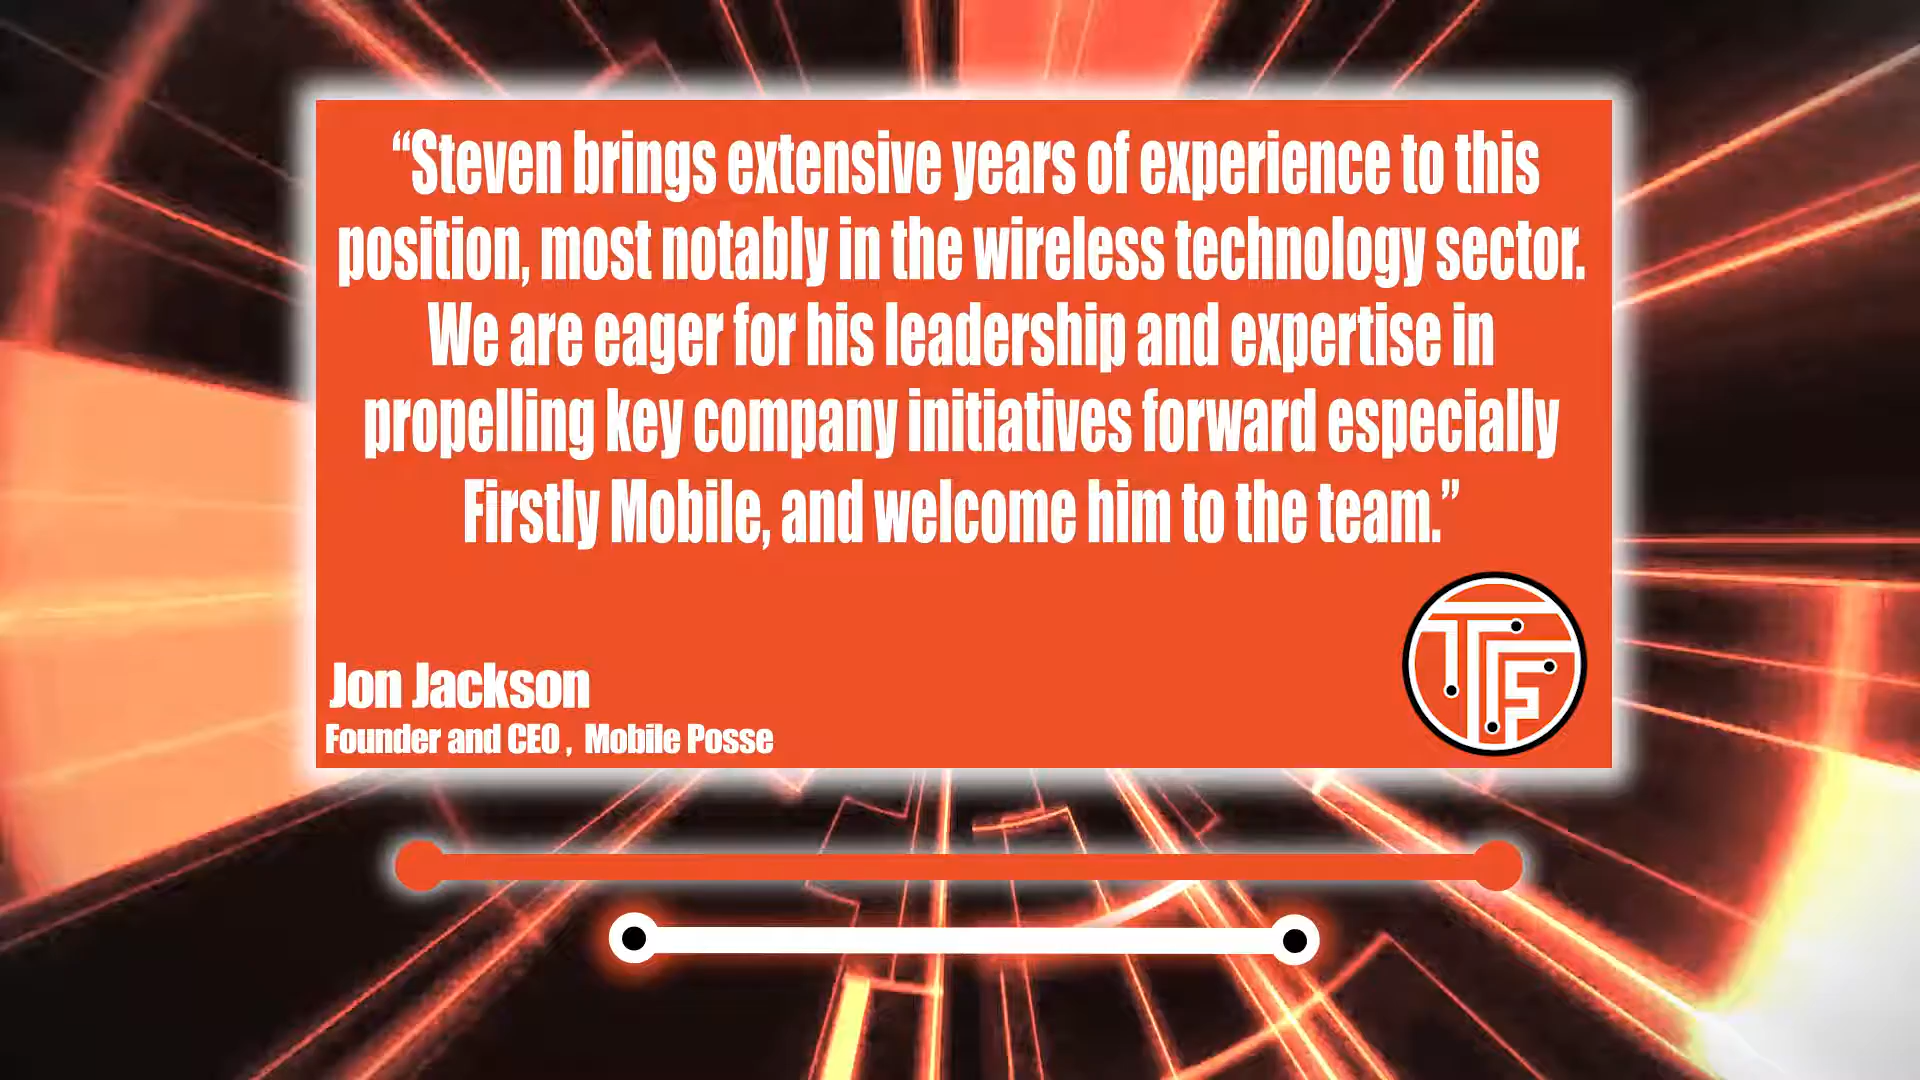 “Steven brings extensive years of experience to this
position, most notably in the wireless technology sector.
We are eager for his leadership and expertise in
propelling key company initiatives forward especially
Firstly Mobile, and welcome him to the team.”
Jon Jackson
Founder and CEO , Mobile Posse
TFS